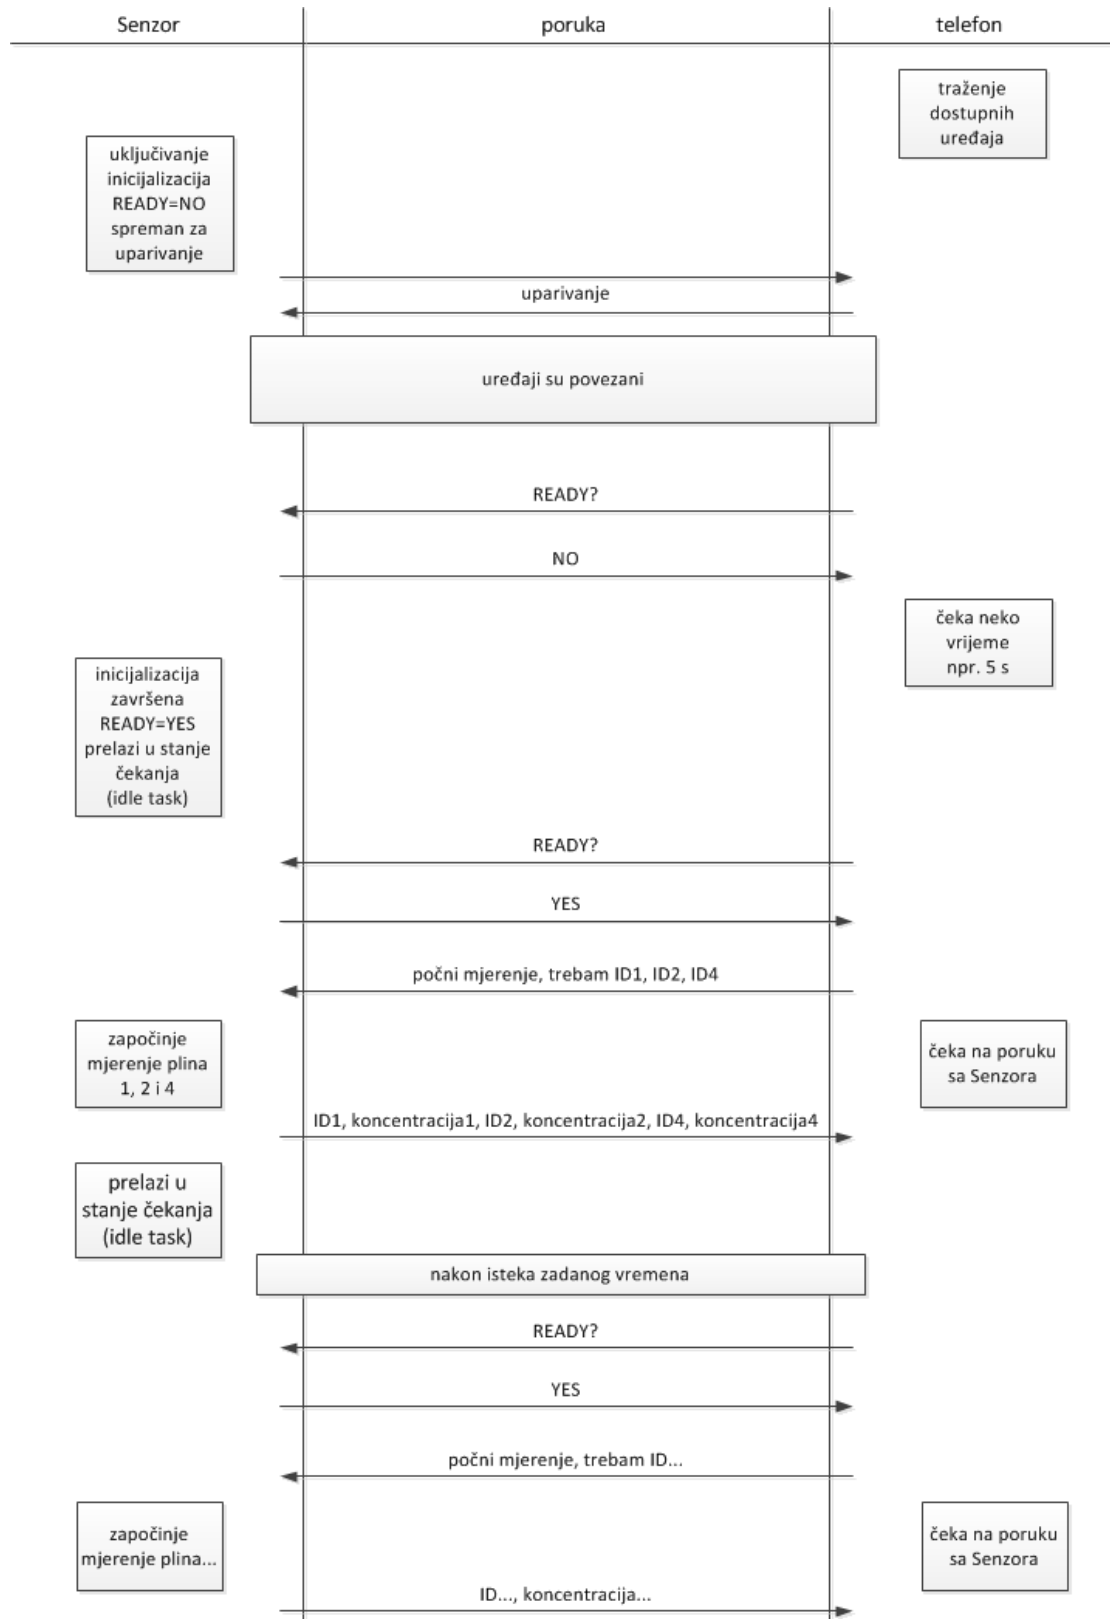 Senzor
poruka
telefon
traženje
dostupnih
uređaja
uključivanje
inicijalizacija
READY=NO
spreman za
uparivanje
uparivanje
uređaji su povezani
READY?
NO
čeka neko
vrijeme
npr. 5 s
inicijalizacija
završena
READY=YES
prelazi u stanje
čekanja
(idle task)
READY?
YES
počni mjerenje, trebam ID1, ID2, ID4
započinje
mjerenje plina
1, 2 i 4
čeka na poruku
sa Senzora
ID1, koncentracija1, ID2, koncentracija2, ID4, koncentracija4
prelazi u
stanje čekanja
(idle task)
nakon isteka zadanog vremena
READY?
YES
počni mjerenje, trebam ID...
započinje
mjerenje plina...
čeka na poruku
sa Senzora
ID..., koncentracija...